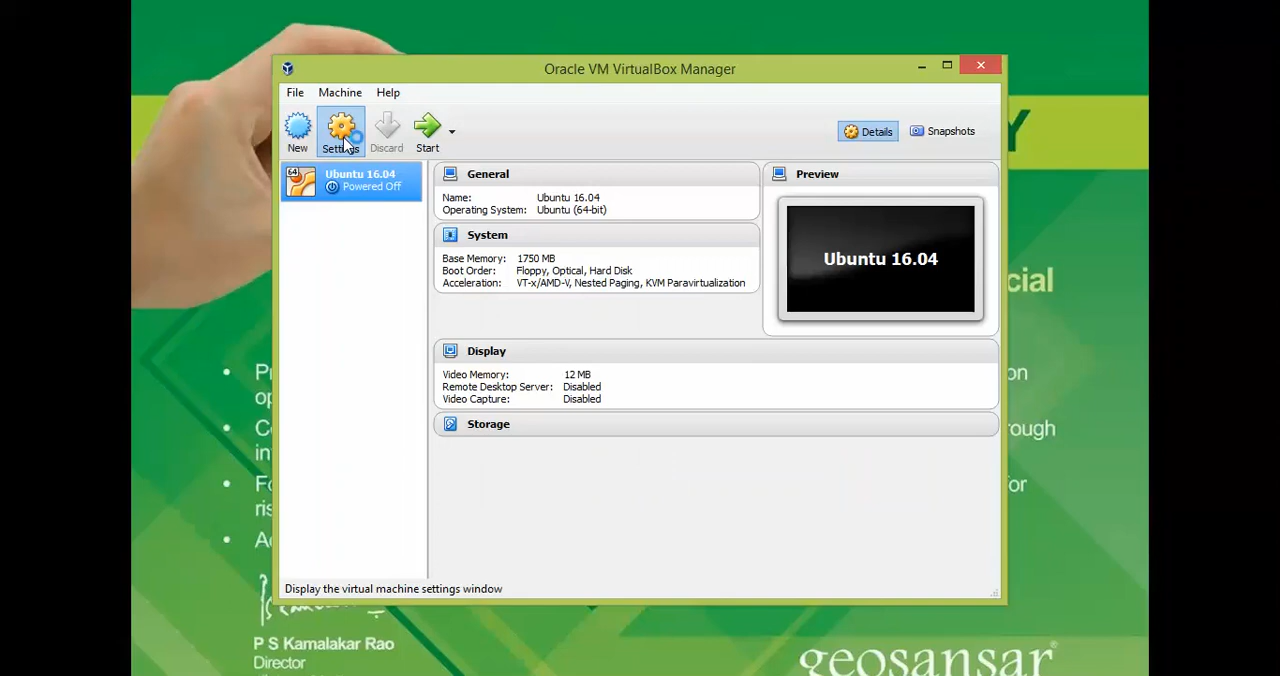 Oracle VM VirtualBox Manager
File Machine Help
New Settings Discard Start
Details Snapshots
64 Ubuntu 16.04
Powered Off
General
Name: Ubuntu 16.04
Operating System: Ubuntu (64-bit)
System
Base Memory: 1750 MB
Boot Order: Floppy, Optical, Hard Disk
Acceleration: VT-x/AMD-V, Nested Paging, KVM Paravirtualization
Preview
Ubuntu 16.04
Display
Video Memory: 12 MB
Remote Desktop Server: Disabled
Video Capture: Disabled
Storage
Display the virtual machine settings window
P S Kamalakar Rao
Director
geosansar